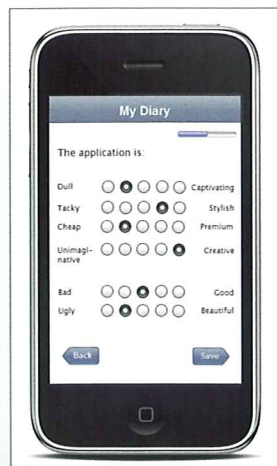 My Diary
The application is:
Dull Captivating
Tacky Stylish
Cheap Premium
Unimagi-
native Creative
Bad Good
Ugly Beautiful
Back Save